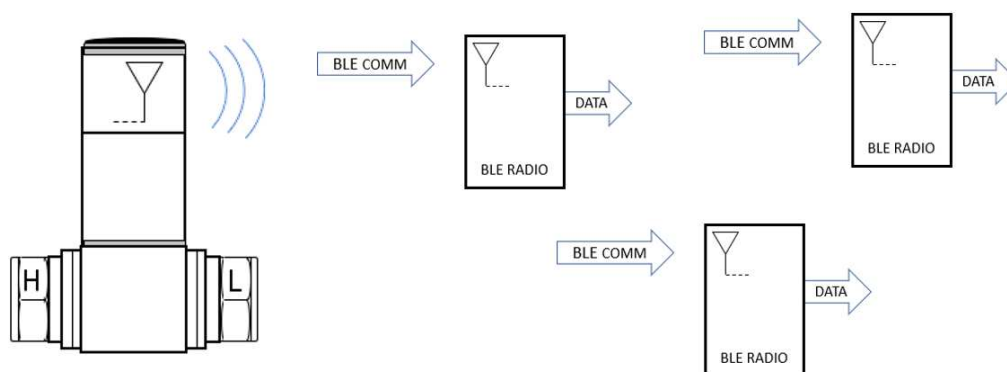 BLE COMM
BLE RADIO
DATA
BLE COMM
BLE RADIO
DATA
H
L
BLE COMM
BLE RADIO
DATA